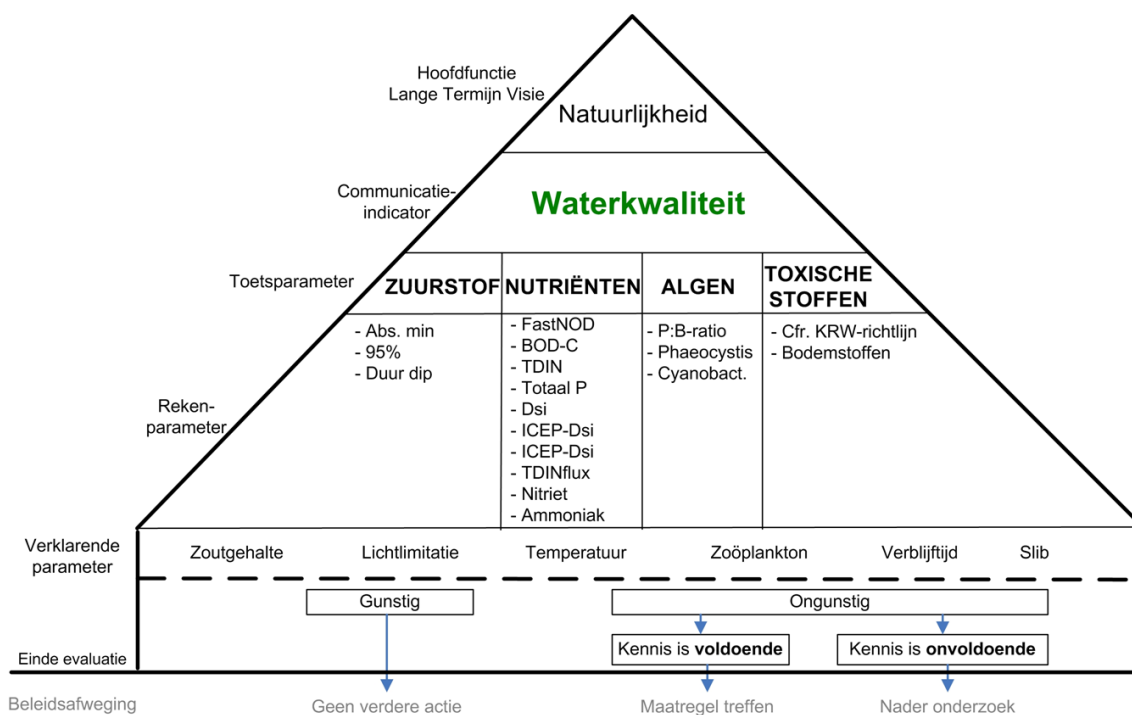 Hoofdfunctie
Lange Termijn Visie
Natuurlijkheid
Communicatie-
indicator
Waterkwaliteit
Toetsparameter
ZUURSTOF
NUTRIËNTEN
ALGEN
TOXISCHE
STOFFEN
Reken-
parameter
- Abs. min
- 95%
- Duur dip
- FastNOD
- BOD-C
- TDIN
- Totaal P
- Dsi
- ICEP-Dsi
- ICEP-Dsi
- TDINflux
- Nitriet
- Ammoniak
- P:B-ratio
- Phaeocystis
- Cyanobact.
- Cfr. KRW-richtlijn
- Bodemstoffen
Verklarende
parameter
Zoutgehalte
Lichtlimitatie
Temperatuur
Zoöplankton
Verblijftijd
Slib
Gunstig
Ongunstig
Kennis is voldoende
Kennis is onvoldoende
Einde evaluatie
Beleidsafweging
Geen verdere actie
Maatregel treffen
Nader onderzoek